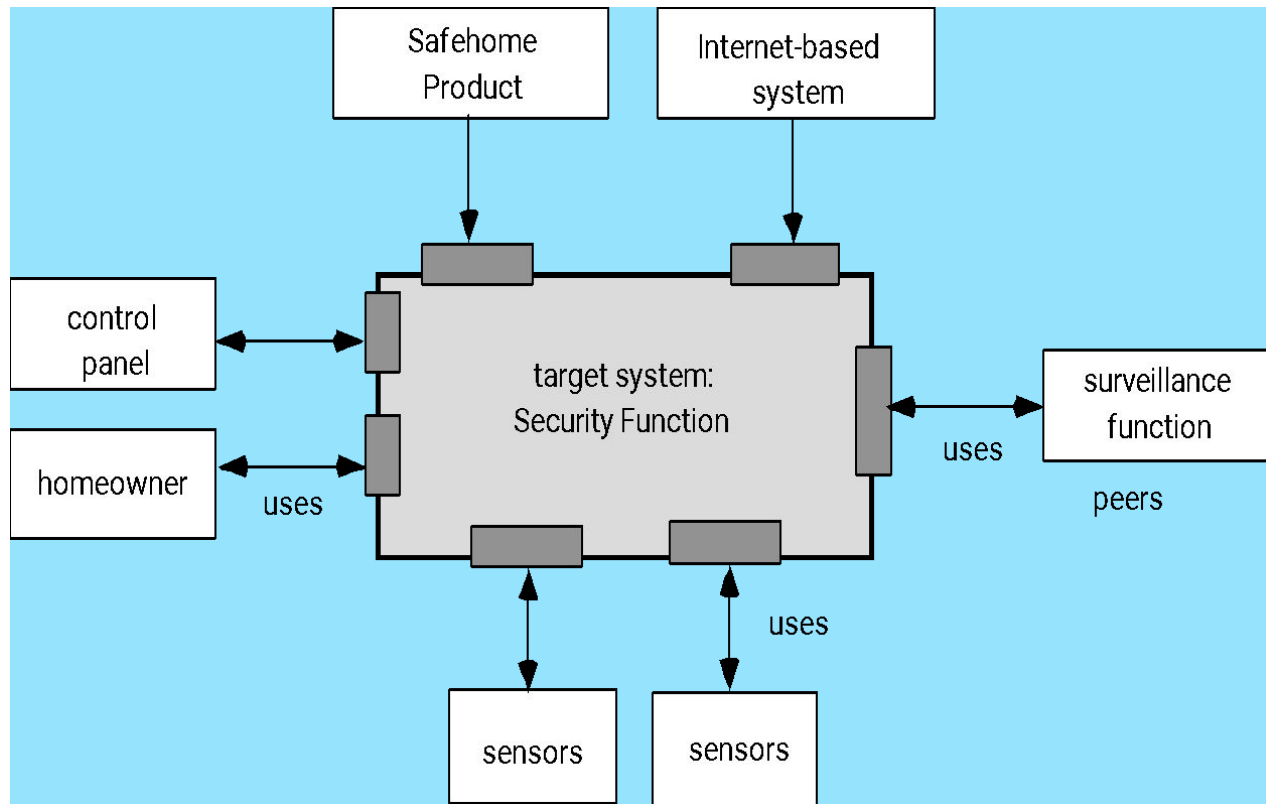 Safehome
Product
Internet-based
system
control
panel
target system:
Security Function
surveillance
function
homeowner
uses
uses
peers
uses
sensors
sensors